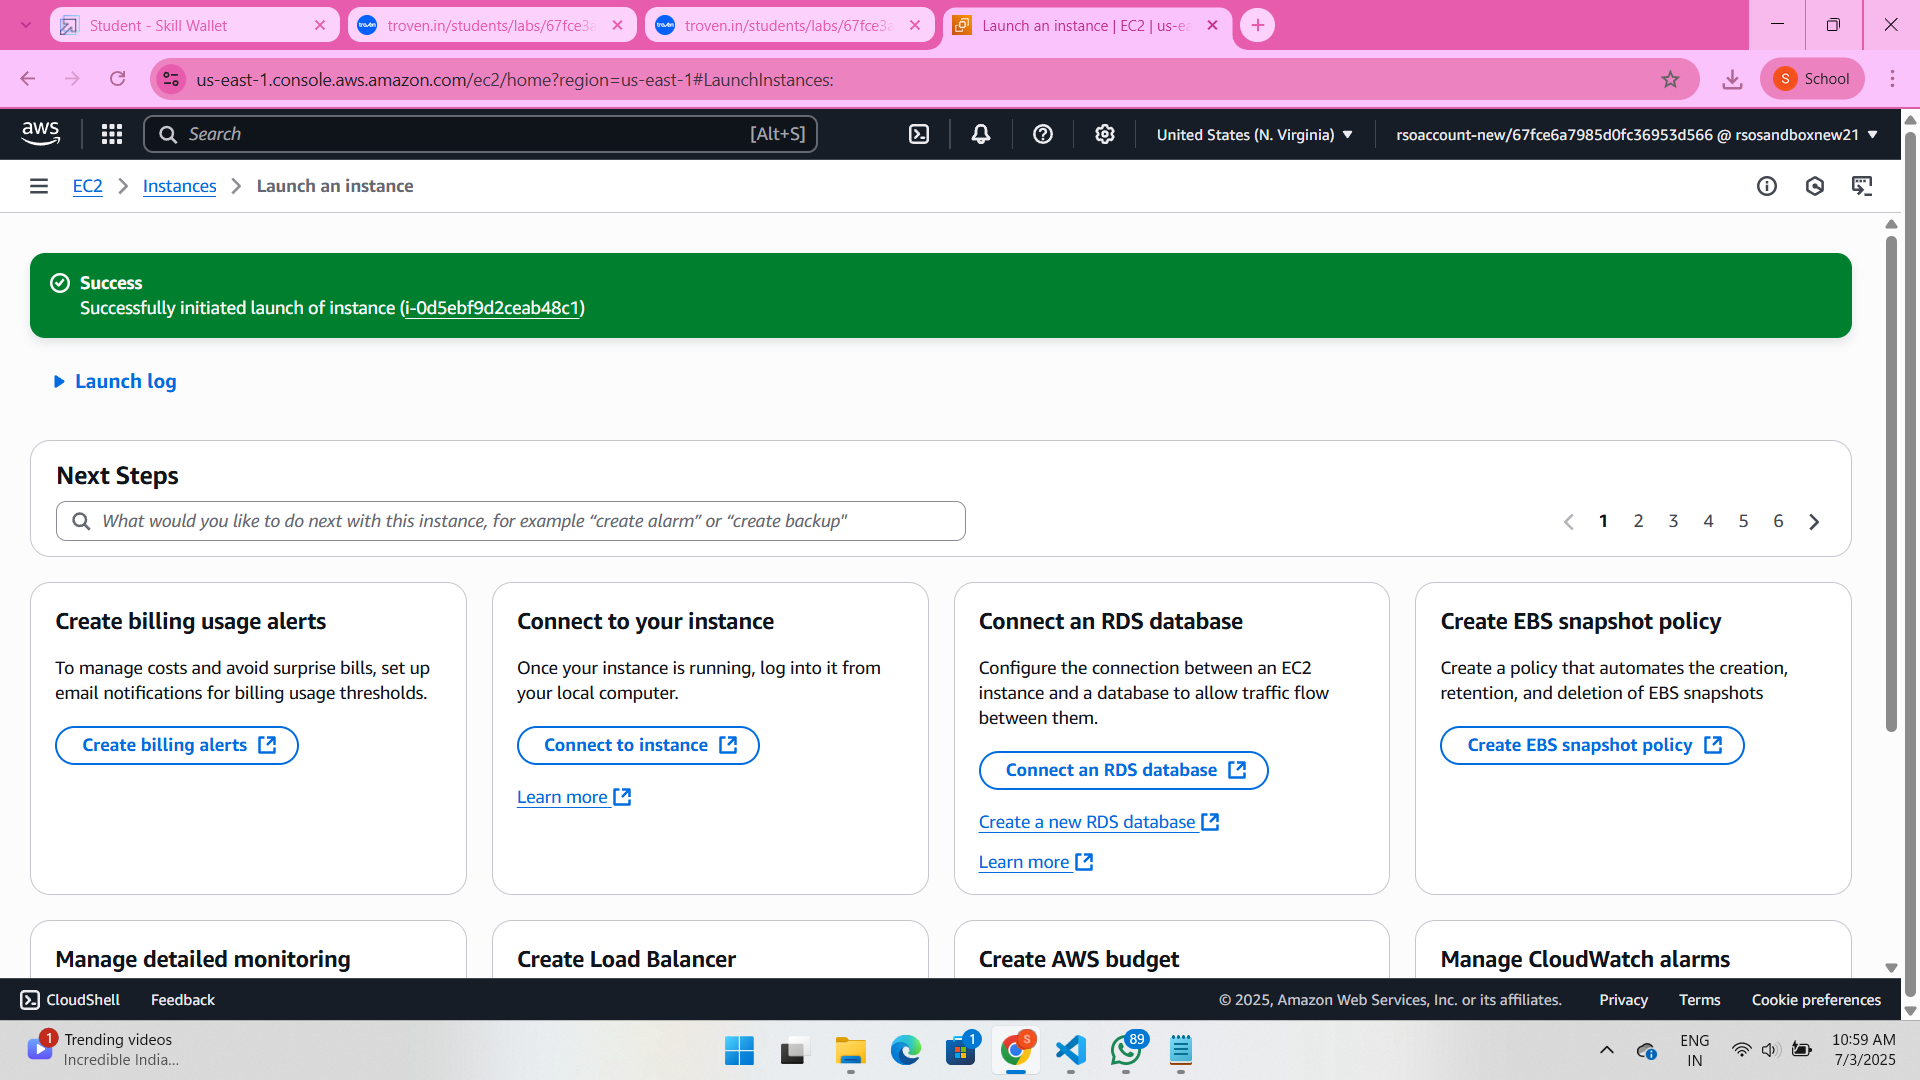 Student - Skill Wallet
troven.in/students/labs/67fce3a
troven.in/students/labs/67fce3a
Launch an instance | EC2 | us-ea
us-east-1.console.aws.amazon.com/ec2/home?region=us-east-1#LaunchInstances:
S
School
aws
Search
[Alt+S]
United States (N. Virginia)
rsoaccount-new/67fce6a7985d0fc36953d566 @ rsosandboxnew21
EC2
Instances
Launch an instance
Success
Successfully initiated launch of instance (i-0d5ebf9d2ceab48c1)
Launch log
Next Steps
What would you like to do next with this instance, for example “create alarm” or “create backup"
1 2 3 4 5 6
Create billing usage alerts
To manage costs and avoid surprise bills, set up
email notifications for billing usage thresholds.
Create billing alerts
Connect to your instance
Once your instance is running, log into it from
your local computer.
Connect to instance
Learn more
Connect an RDS database
Configure the connection between an EC2
instance and a database to allow traffic flow
between them.
Connect an RDS database
Create a new RDS database
Learn more
Create EBS snapshot policy
Create a policy that automates the creation,
retention, and deletion of EBS snapshots
Create EBS snapshot policy
Manage detailed monitoring
Create Load Balancer
Create AWS budget
Manage CloudWatch alarms
CloudShell
Feedback
© 2025, Amazon Web Services, Inc. or its affiliates.
Privacy
Terms
Cookie preferences
1
Trending videos
Incredible India...
1
S
89
ENG
IN
10:59 AM
7/3/2025